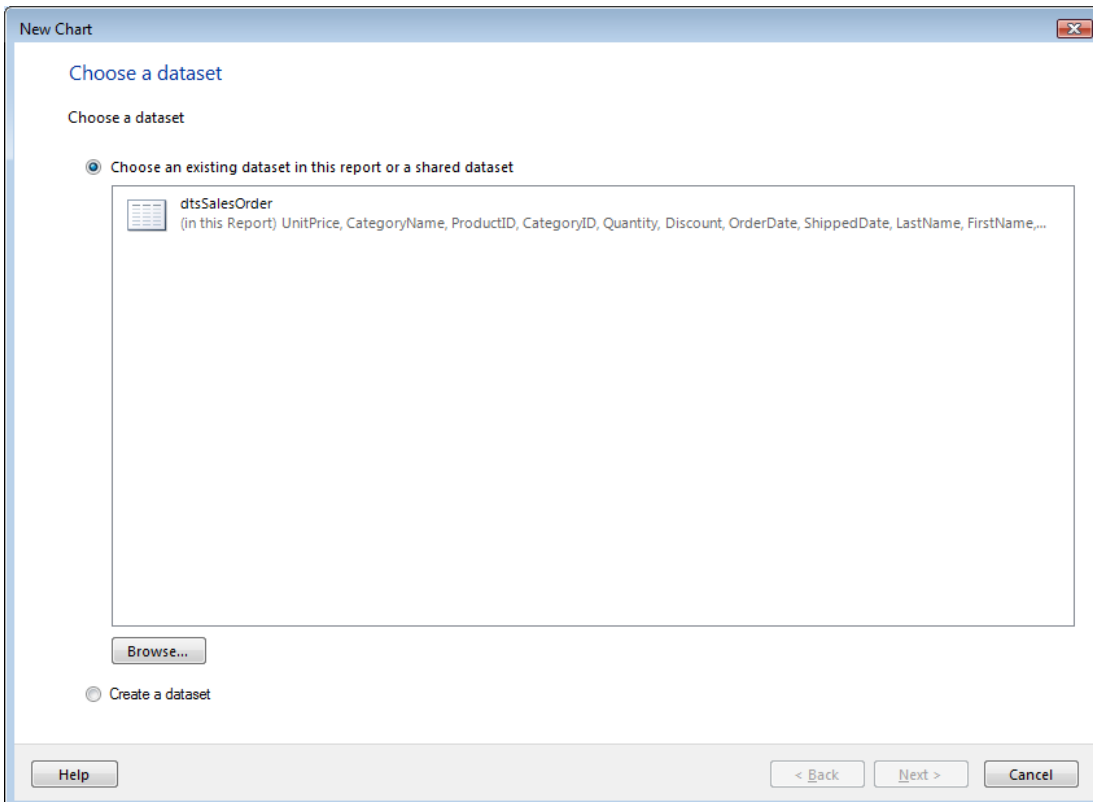 New Chart
Choose a dataset
Choose a dataset
Choose an existing dataset in this report or a shared dataset
dtsSalesOrder
(in this Report) UnitPrice, CategoryName, ProductID, CategoryID, Quantity, Discount, OrderDate, ShippedDate, LastName, FirstName,...
Browse...
Create a dataset
Help
< Back
Next >
Cancel